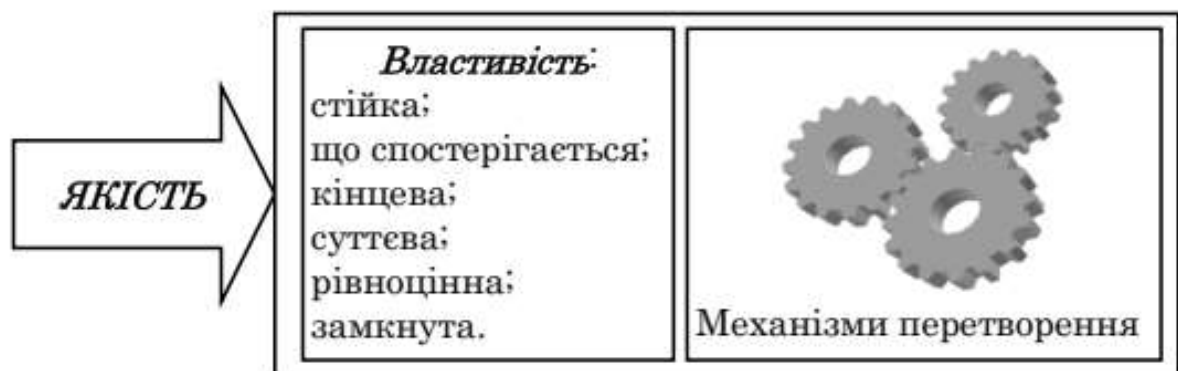 ЯКІСТЬ
Властивість:
стійка;
що спостерігається;
кінцева;
суттєва;
рівноцінна;
замкнута.
Механізми перетворення